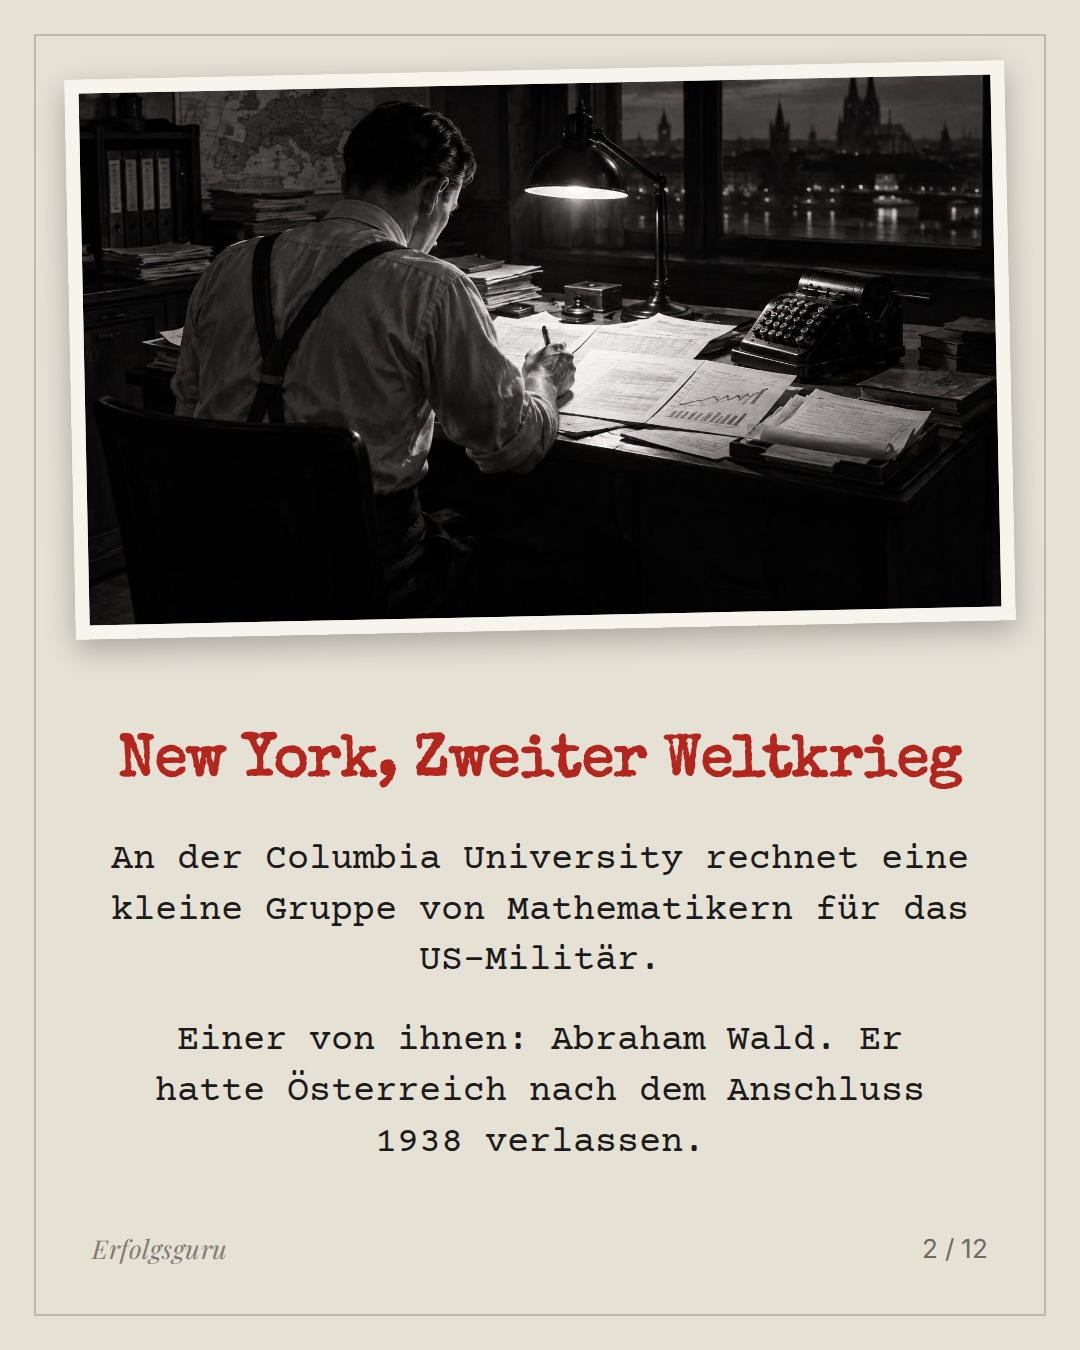 New York, Zweiter Weltkrieg
An der Columbia University rechnet eine
kleine Gruppe von Mathematikern für das
US-Militär.
Einer von ihnen: Abraham Wald. Er
hatte Österreich nach dem Anschluss
1938 verlassen.
Erfolgsguru
2 / 12